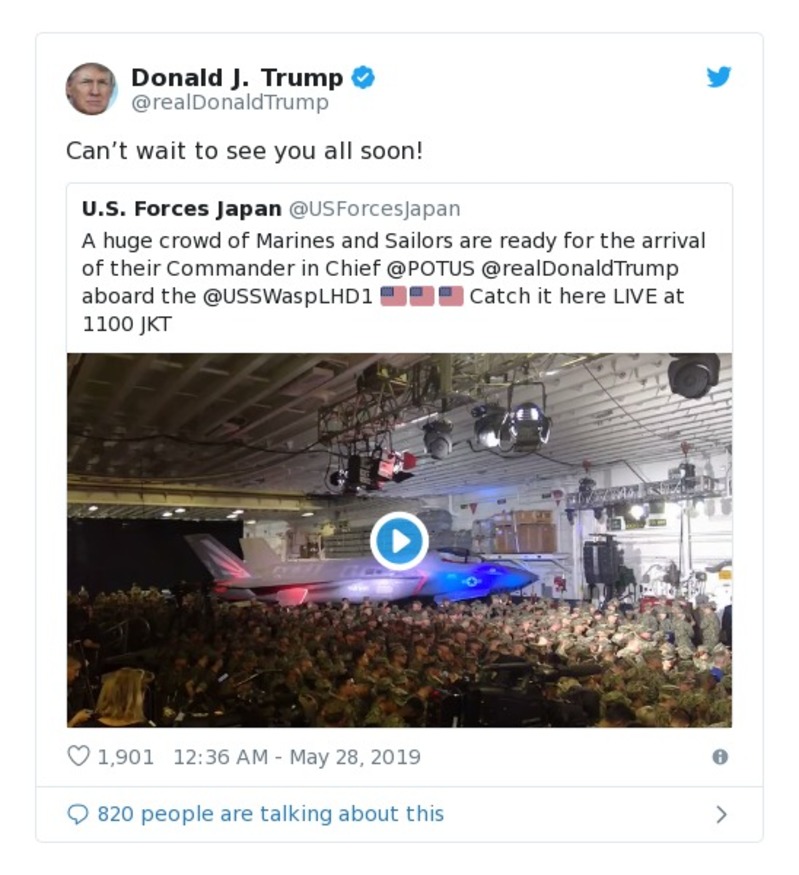 Donald J. Trump
@realDonaldTrump
Can’t wait to see you all soon!
U.S. Forces Japan @USForcesJapan
A huge crowd of Marines and Sailors are ready for the arrival
of their Commander in Chief @POTUS @realDonaldTrump
aboard the @USSWaspLHD1 🇺🇸🇺🇸🇺🇸 Catch it here LIVE at
1100 JKT
1,901 12:36 AM - May 28, 2019
820 people are talking about this